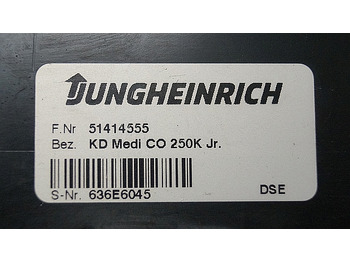 JUNGHEINRICH
F.Nr 51414555
Bez. KD Medi CO 250K Jr.
S-Nr. 636E6045 DSE